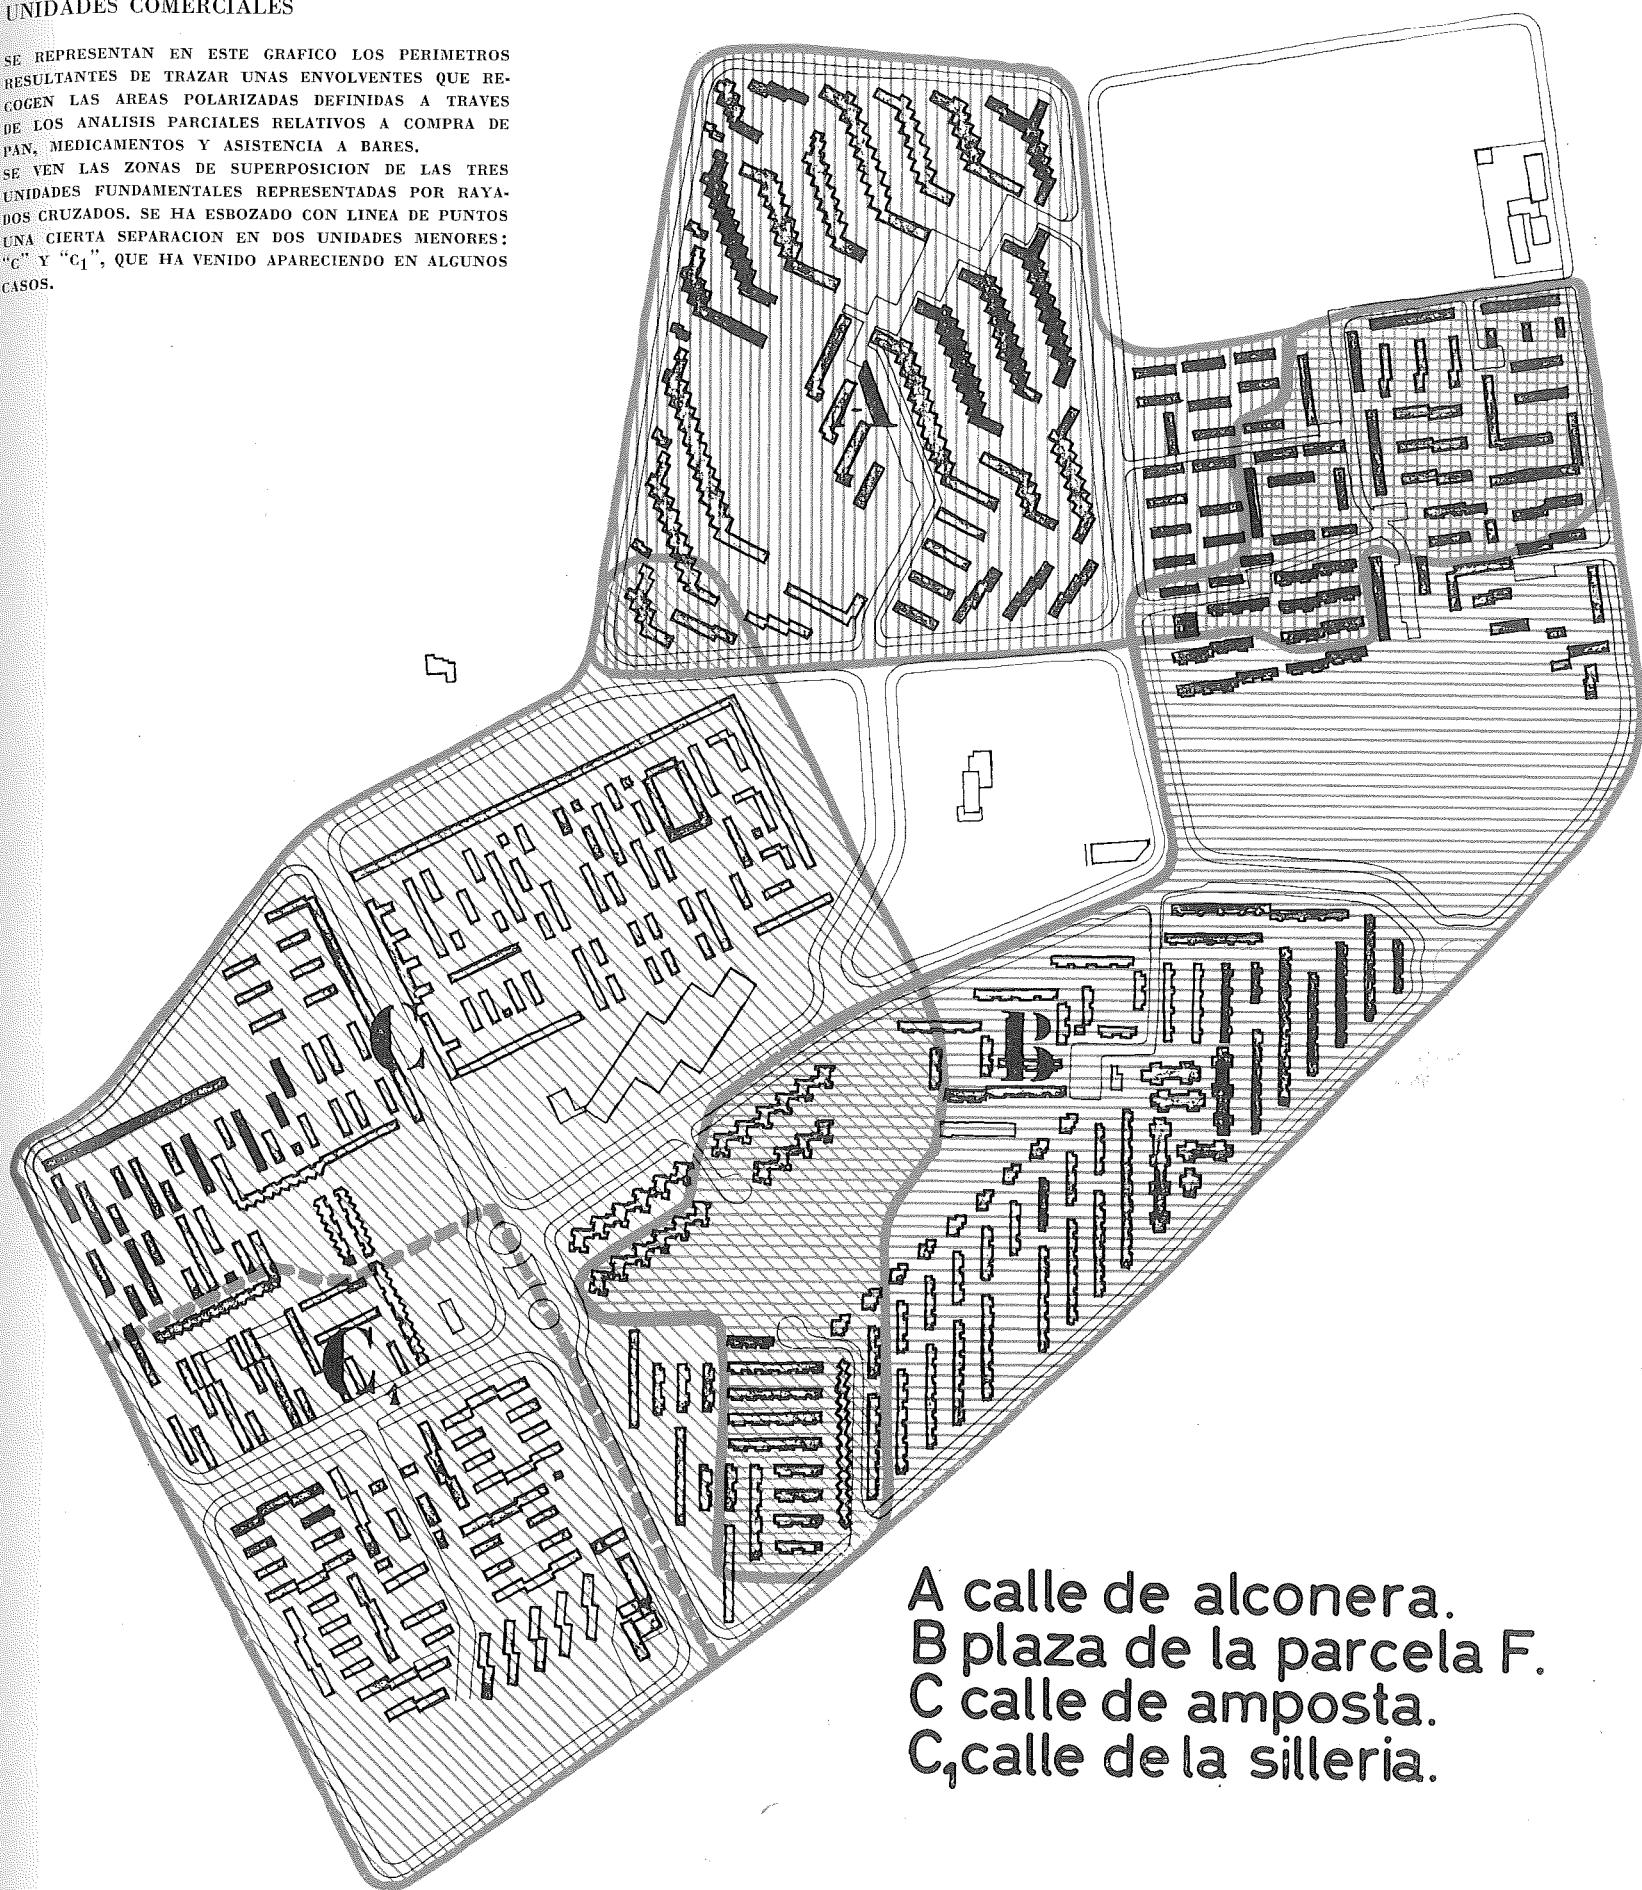 UNIDADES COMERCIALES
SE REPRESENTAN EN ESTE GRAFICO LOS PERIMETROS
RESULTANTES DE TRAZAR UNAS ENVOLVENTES QUE RE-
COGEN LAS AREAS POLARIZADAS DEFINIDAS A TRAVES
DE LOS ANALISIS PARCIALES RELATIVOS A COMPRA DE
PAN, MEDICAMENTOS Y ASISTENCIA A BARES.
SE VEN LAS ZONAS DE SUPERPOSICION DE LAS TRES
UNIDADES FUNDAMENTALES REPRESENTADAS POR RAYA-
DOS CRUZADOS. SE HA ESBOZADO CON LINEA DE PUNTOS
UNA CIERTA SEPARACION EN DOS UNIDADES MENORES:
"C" Y "C1", QUE HA VENIDO APARECIENDO EN ALGUNOS
CASOS.
A
B
C
C1
A calle de alconera.
B plaza de la parcela F.
C calle de amposta.
C1 calle de la silleria.